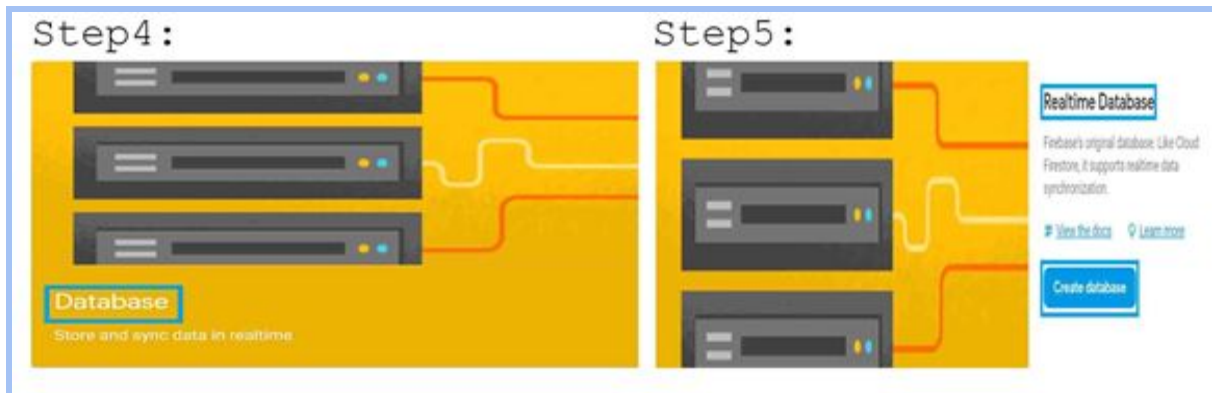 Step4:
Step5:
Database
Store and sync data in realtime
Realtime Database
Firebase's original database. Like Cloud
Firestore, it supports realtime data
synchronization.
View the docs Learn more
Create database